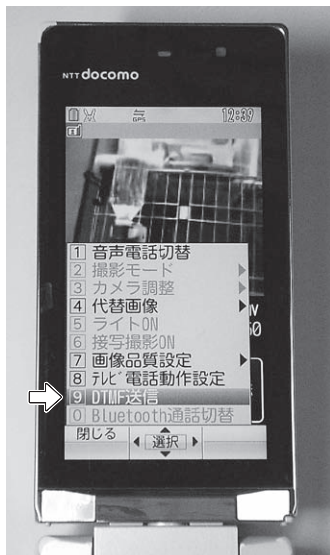 NTT docomo
GPS 12:39
1 音声電話切替
2 撮影モード
3 カメラ調整
4 代替画像
5 ライトON
6 接写撮影ON
7 画像品質設定
8 テレビ電話動作設定
9 DTMF送信
0 Bluetooth通話切替
閉じる 選択